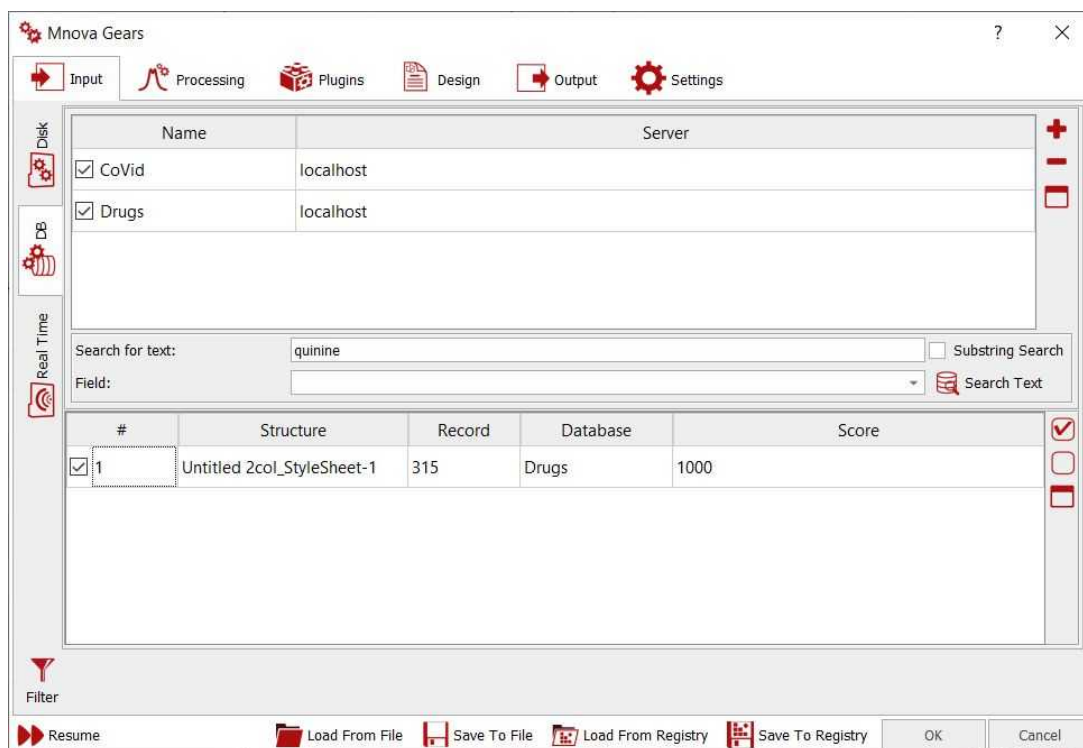 Mnova Gears ?
Input Processing Plugins Design Output Settings
Disk
DB
Real Time
Name Server
CoVid localhost
Drugs localhost
Search for text: quinine Substring Search
Field: Search Text
# Structure Record Database Score
1 Untitled 2col_StyleSheet-1 315 Drugs 1000
Filter
Resume Load From File Save To File Load From Registry Save To Registry OK Cancel